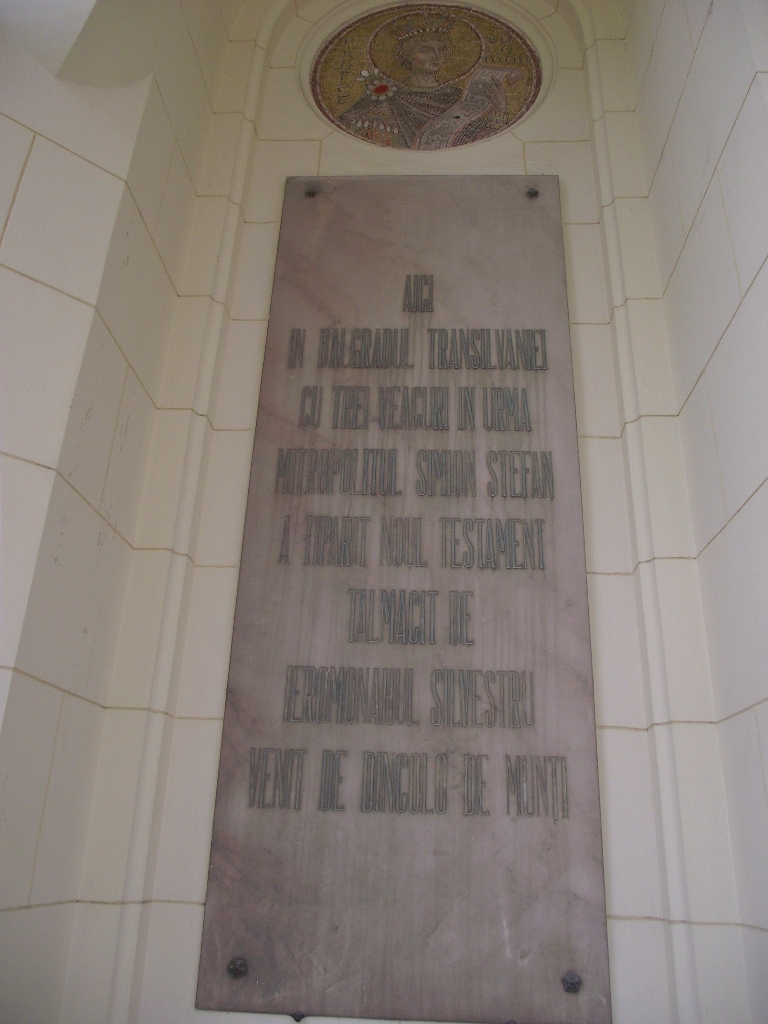 AICI
IN BALGRADUL TRANSILVANIEI
CU TREI VEACURI IN URMA
MITROPOLITUL SIMION STEFAN
A TIPARIT NOUL TESTAMENT
TALMACIT DE
IEROMONAHUL SILVESTRU
VENIT DE DINCOLO DE MUNȚI